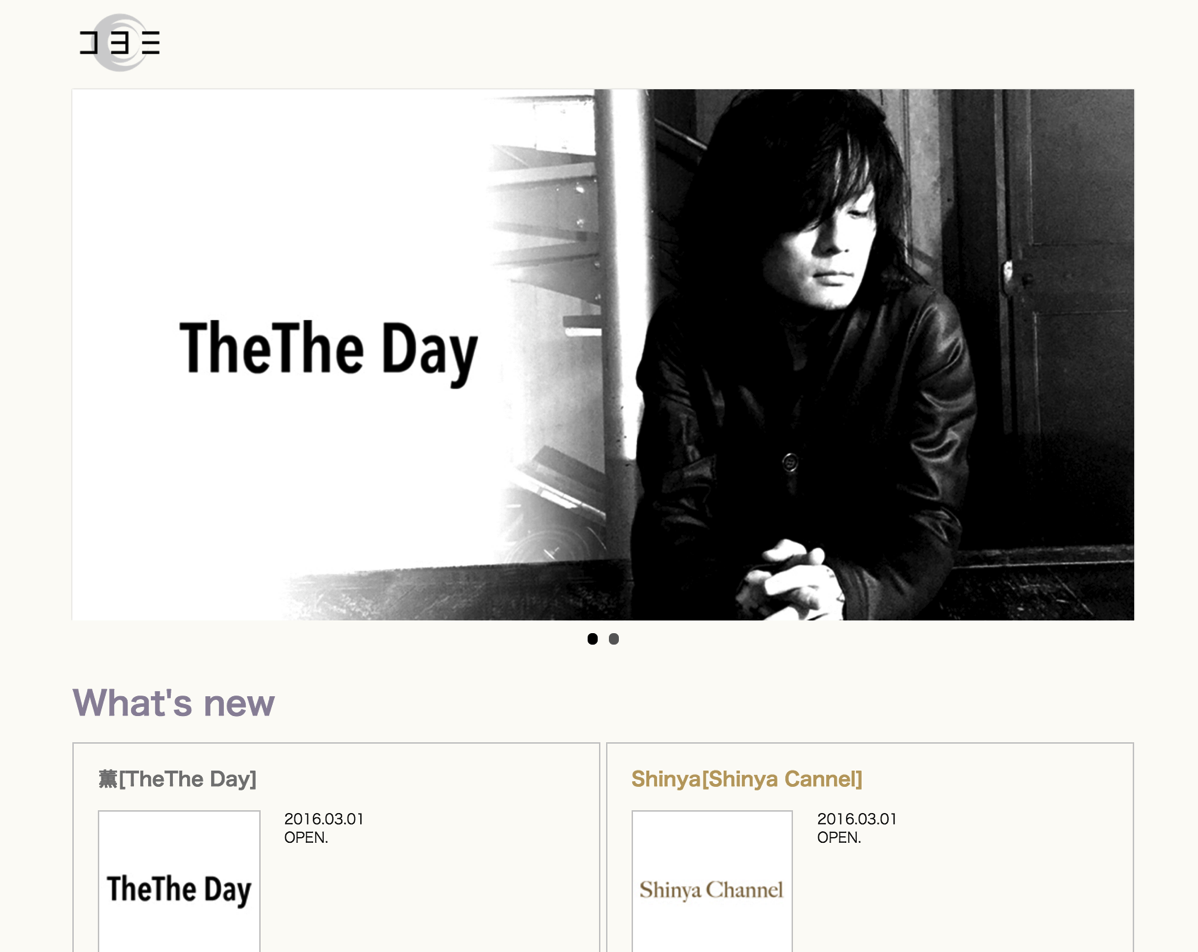 コヨミ
TheThe Day
What's new
薫[TheThe Day]
2016.03.01
OPEN.
TheThe Day
Shinya[Shinya Cannel]
2016.03.01
OPEN.
Shinya Channel